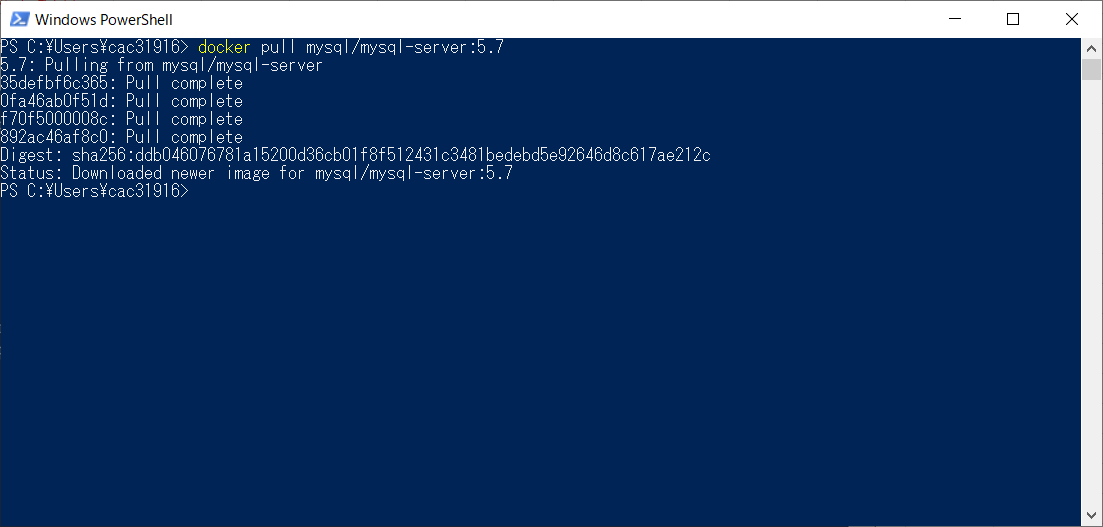 Windows PowerShell
PS C:¥Users¥cac31916> docker pull mysql/mysql-server:5.7
5.7: Pulling from mysql/mysql-server
35defbf6c365: Pull complete
0fa46ab0f51d: Pull complete
f70f5000008c: Pull complete
892ac46af8c0: Pull complete
Digest: sha256:ddb046076781a15200d36cb01f8f512431c3481bedebd5e92646d8c617ae212c
Status: Downloaded newer image for mysql/mysql-server:5.7
PS C:¥Users¥cac31916>